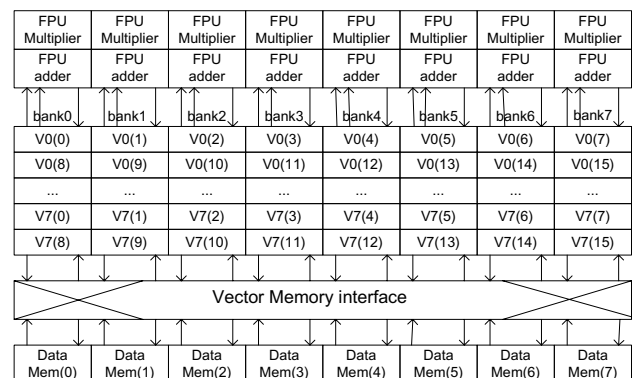 FPU FPU FPU FPU FPU FPU FPU FPU
Multiplier Multiplier Multiplier Multiplier Multiplier Multiplier Multiplier Multiplier
FPU FPU FPU FPU FPU FPU FPU FPU
adder adder adder adder adder adder adder adder
bank0 bank1 bank2 bank3 bank4 bank5 bank6 bank7
V0(0) V0(1) V0(2) V0(3) V0(4) V0(5) V0(6) V0(7)
V0(8) V0(9) V0(10) V0(11) V0(12) V0(13) V0(14) V0(15)
... ... ... ... ... ... ... ...
V7(0) V7(1) V7(2) V7(3) V7(4) V7(5) V7(6) V7(7)
V7(8) V7(9) V7(10) V7(11) V7(12) V7(13) V7(14) V7(15)
Vector Memory interface
Data Data Data Data Data Data Data Data
Mem(0) Mem(1) Mem(2) Mem(3) Mem(4) Mem(5) Mem(6) Mem(7)